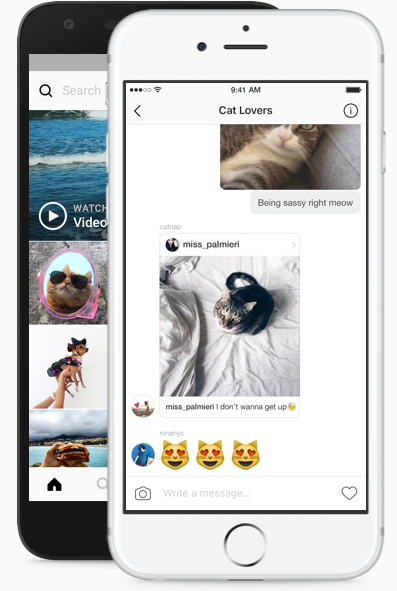 Search
WATCH
Video
9:41 AM
Cat Lovers
Being sassy right meow
catnap
miss_palmieri
miss_palmieri I don't wanna get up
ninanyc
Write a message...